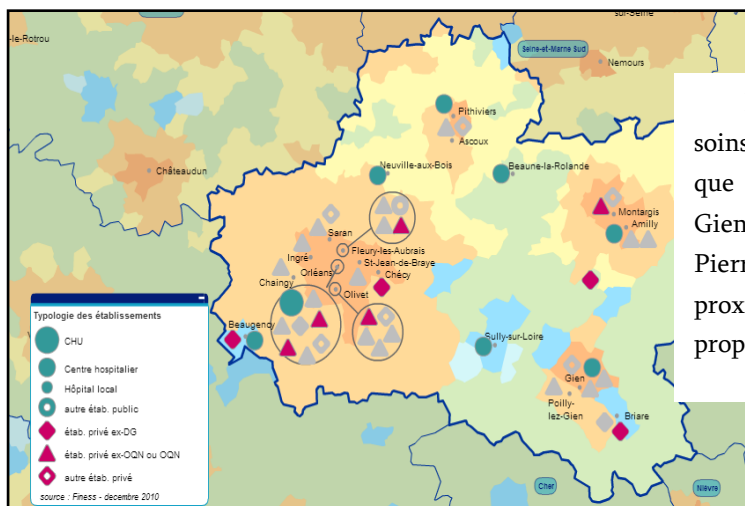 -le-Rotrou
sur-Seine
Seine-et-Marne Sud
Nemours
Pithiviers
Ascoux
Châteaudun
Neuville-aux-Bois
Beaune-la-Rolande
Montargis
Amilly
Saran
Fleury-les-Aubrais
Ingré
St-Jean-de-Braye
Orléans
Chécy
Chaingy
Olivet
Beaugency
Sully-sur-Loire
Gien
Poilly-
lez-Gien
Briare
Cher
Nièvre
Typologie des établissements
CHU
Centre hospitalier
Hôpital local
autre étab. public
étab. privé ex-DG
étab. privé ex-OQN ou OQN
autre étab. privé
source : Finess - decembre 2010
soins
que
Gien
Pierr
prox
prop